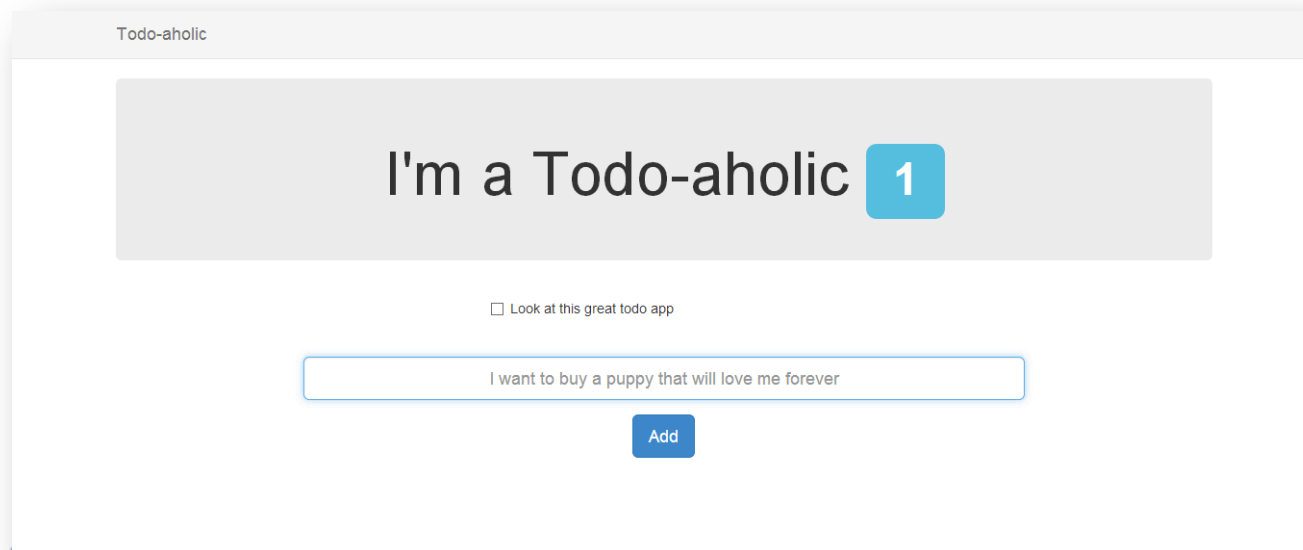 Todo-aholic
I'm a Todo-aholic 1
Look at this great todo app
I want to buy a puppy that will love me forever
Add